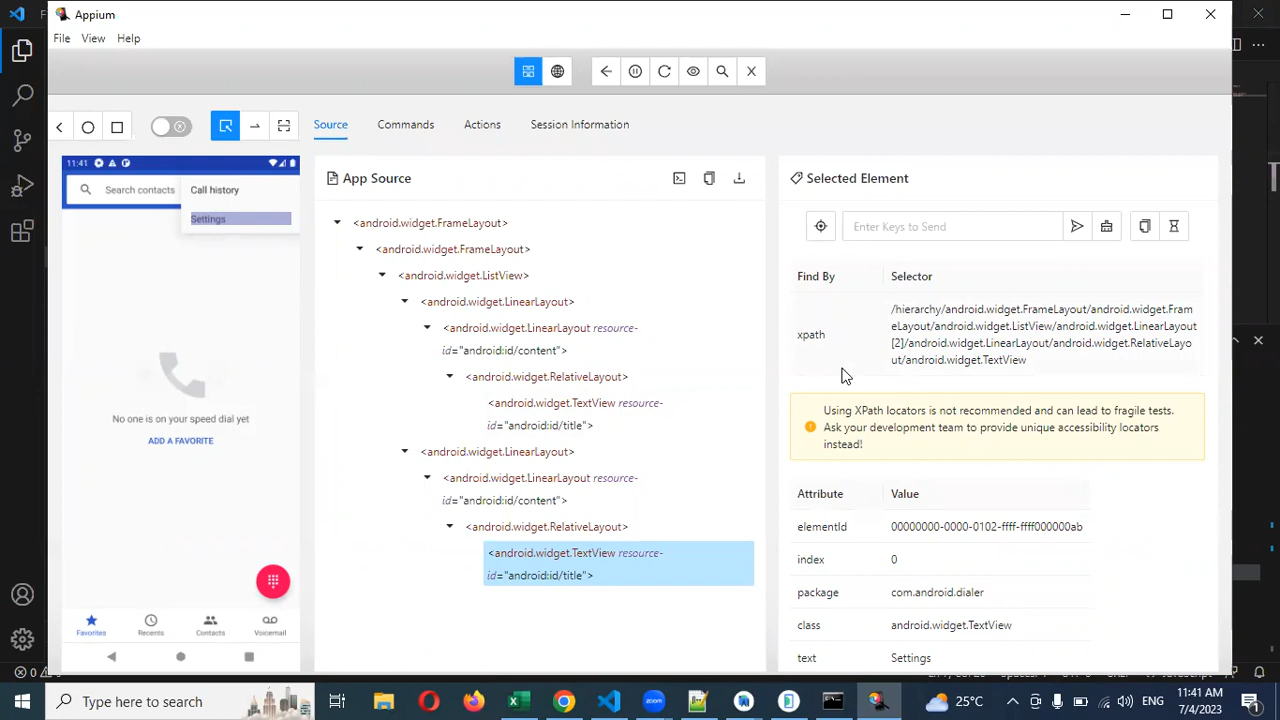 Appium
File View Help
Source Commands Actions Session Information
11:41
Search contacts
Call history
Settings
No one is on your speed dial yet
ADD A FAVORITE
Favorites Recents Contacts Voicemail
App Source
<android.widget.FrameLayout>
<android.widget.FrameLayout>
<android.widget.ListView>
<android.widget.LinearLayout>
<android.widget.LinearLayout resource-
id="android:id/content">
<android.widget.RelativeLayout>
<android.widget.TextView resource-
id="android:id/title">
<android.widget.LinearLayout>
<android.widget.LinearLayout resource-
id="android:id/content">
<android.widget.RelativeLayout>
<android.widget.TextView resource-
id="android:id/title">
Selected Element
Enter Keys to Send
Find By Selector
xpath
/hierarchy/android.widget.FrameLayout/android.widget.Fram
eLayout/android.widget.ListView/android.widget.LinearLayout
[2]/android.widget.LinearLayout/android.widget.RelativeLayo
ut/android.widget.TextView
Using XPath locators is not recommended and can lead to fragile tests.
Ask your development team to provide unique accessibility locators
instead!
Attribute Value
elementId 00000000-0000-0102-ffff-ffff000000ab
index 0
package com.android.dialer
class android.widget.TextView
text Settings
Type here to search
25°C
ENG
11:41 AM
7/4/2023